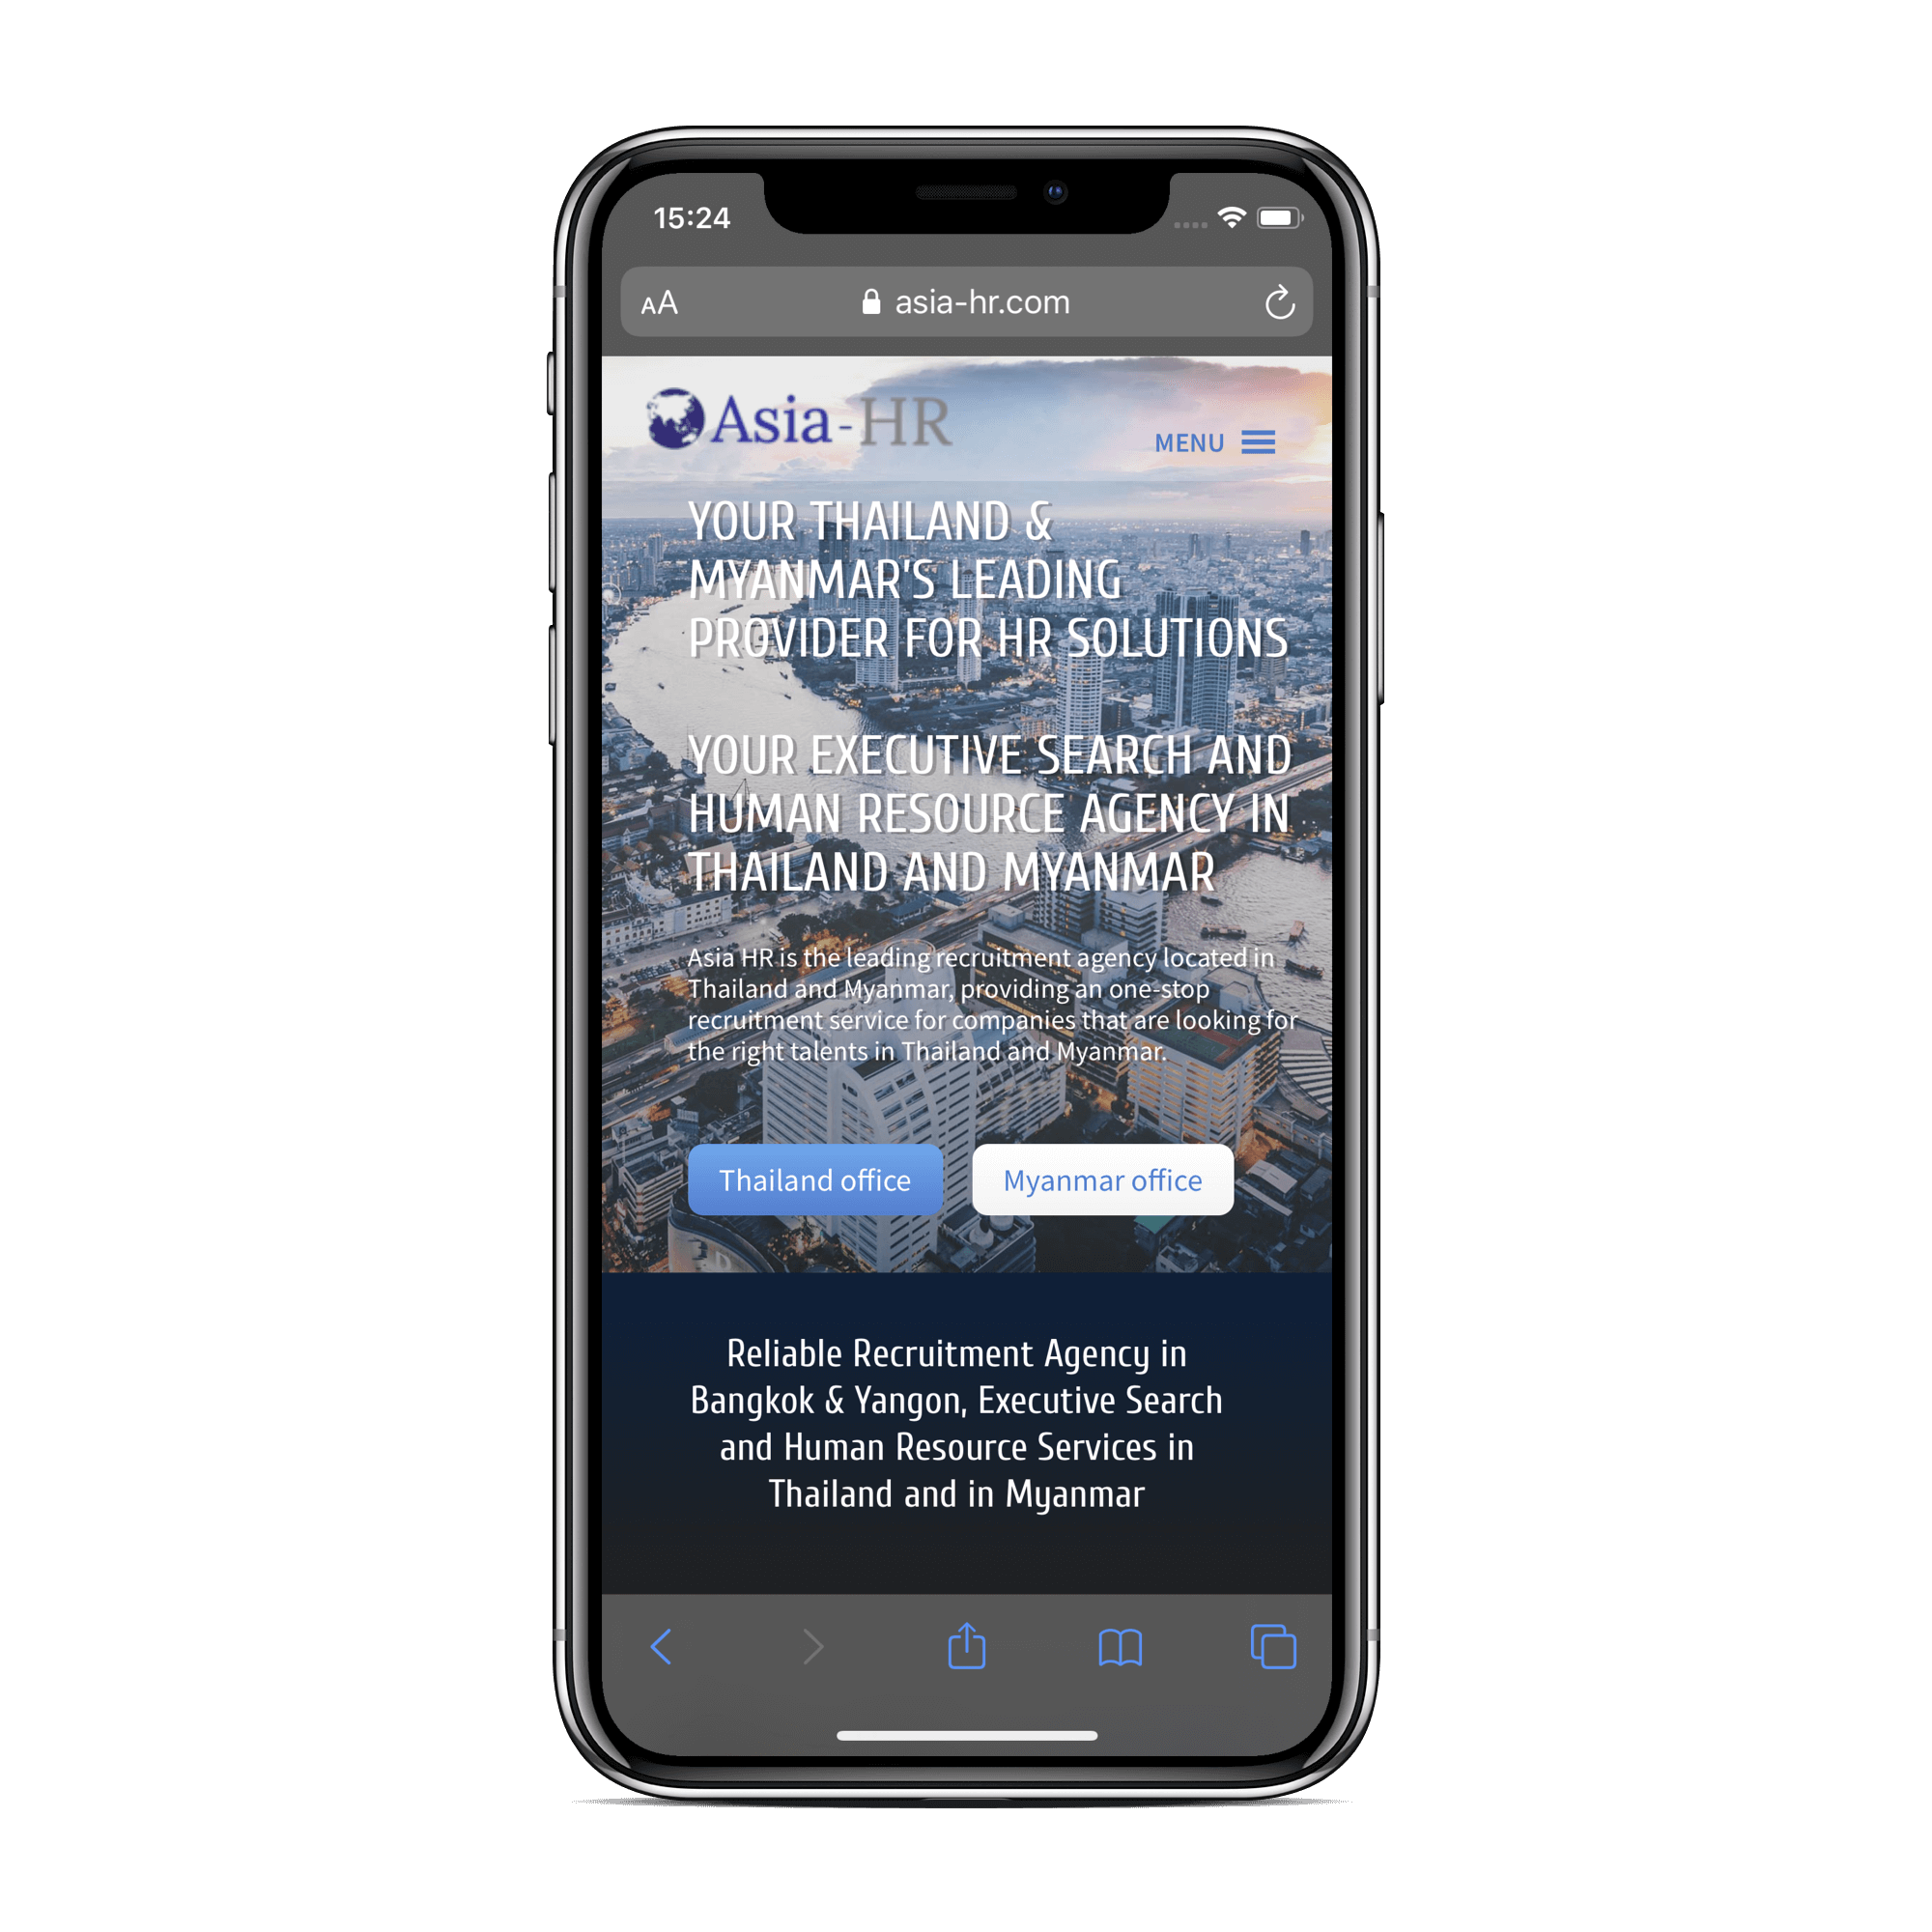 15:24
AA asia-hr.com
Asia-HR
MENU
YOUR THAILAND &
MYANMAR'S LEADING
PROVIDER FOR HR SOLUTIONS
YOUR EXECUTIVE SEARCH AND
HUMAN RESOURCE AGENCY IN
THAILAND AND MYANMAR
Asia HR is the leading recruitment agency located in
Thailand and Myanmar, providing an one-stop
recruitment service for companies that are looking for
the right talents in Thailand and Myanmar.
Thailand office Myanmar office
Reliable Recruitment Agency in
Bangkok & Yangon, Executive Search
and Human Resource Services in
Thailand and in Myanmar